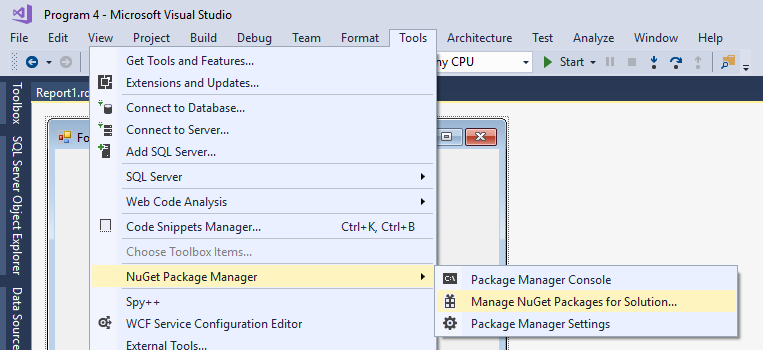 Program 4 - Microsoft Visual Studio
File Edit View Project Build Debug Team Format Tools Architecture Test Analyze Window
Get Tools and Features...
Extensions and Updates...
Connect to Database...
Connect to Server...
Add SQL Server...
SQL Server
Web Code Analysis
Code Snippets Manager... Ctrl+K, Ctrl+B
Choose Toolbox Items...
NuGet Package Manager
Spy++
WCF Service Configuration Editor
External Tools...
Package Manager Console
Manage NuGet Packages for Solution...
Package Manager Settings
CPU
Start
Report1.rd
Fo
Toolbox
SQL Server Object Explorer
Data Source
C:\